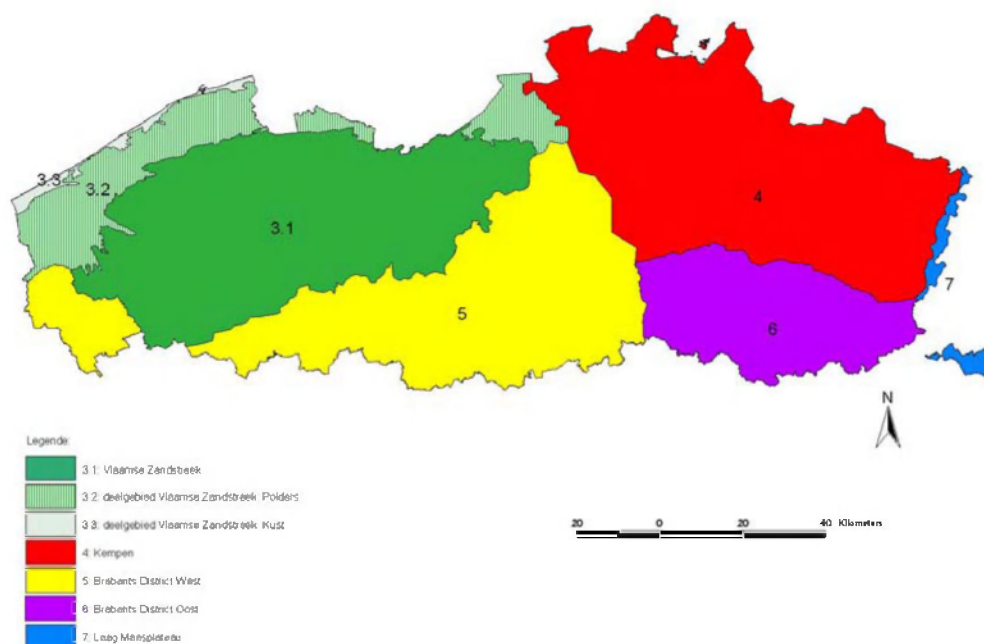 3.3
3.2
3.1
4
7
5
6
N
Legende:
3.1: Vlaamse Zandstreek
3.2: deelgebied Vlaamse Zandstreek Polders
3.3: deelgebied Vlaamse Zandstreek Kust
20 0 20 40 Kilometers
4: Kempen
5: Brabants District West
6: Brabants District Oost
7: Laag Maasplateau